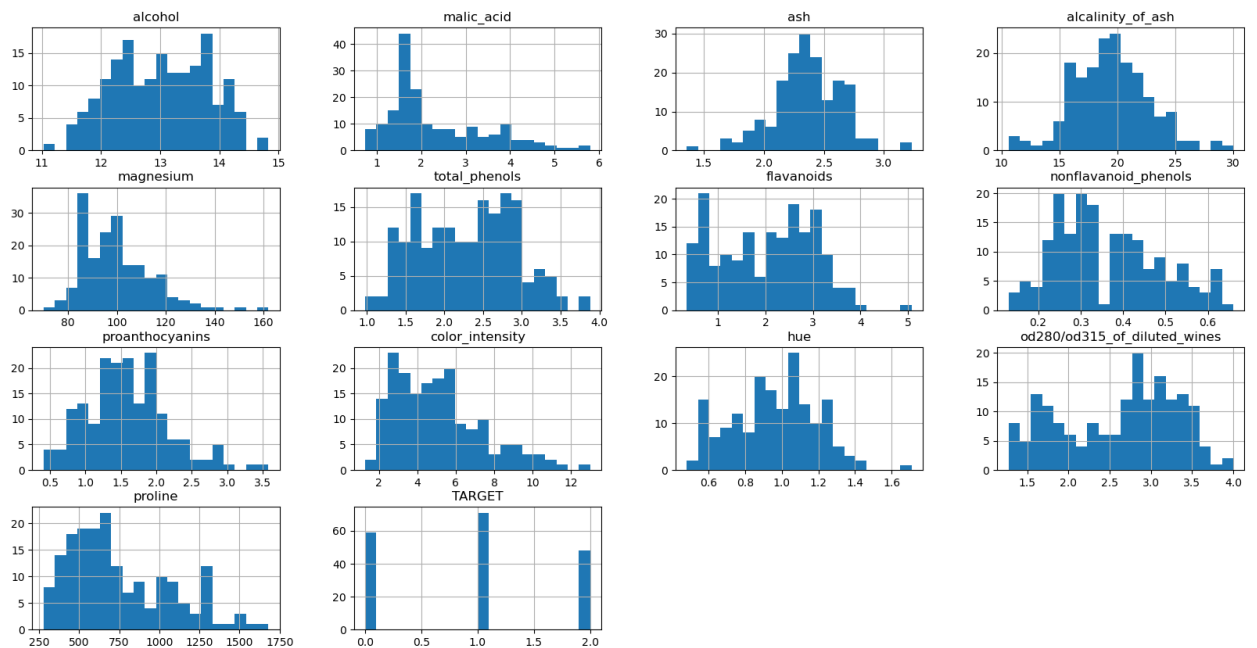 alcohol
malic_acid
ash
alcalinity_of_ash
15
10
5
0
11 12 13 14 15
40
30
20
10
0
1 2 3 4 5 6
30
20
10
0
1.5 2.0 2.5 3.0
20
10
0
10 15 20 25 30
magnesium
total_phenols
flavanoids
nonflavanoid_phenols
30
20
10
0
80 100 120 140 160
15
10
5
0
1.0 1.5 2.0 2.5 3.0 3.5 4.0
20
15
10
5
0
1 2 3 4 5
20
15
10
5
0
0.2 0.3 0.4 0.5 0.6
proanthocyanins
color_intensity
hue
od280/od315_of_diluted_wines
20
15
10
5
0
0.5 1.0 1.5 2.0 2.5 3.0 3.5
20
15
10
5
0
2 4 6 8 10 12
20
10
0
0.6 0.8 1.0 1.2 1.4 1.6
20
15
10
5
0
1.5 2.0 2.5 3.0 3.5 4.0
proline
TARGET
20
15
10
5
0
250 500 750 1000 1250 1500 1750
60
40
20
0
0.0 0.5 1.0 1.5 2.0